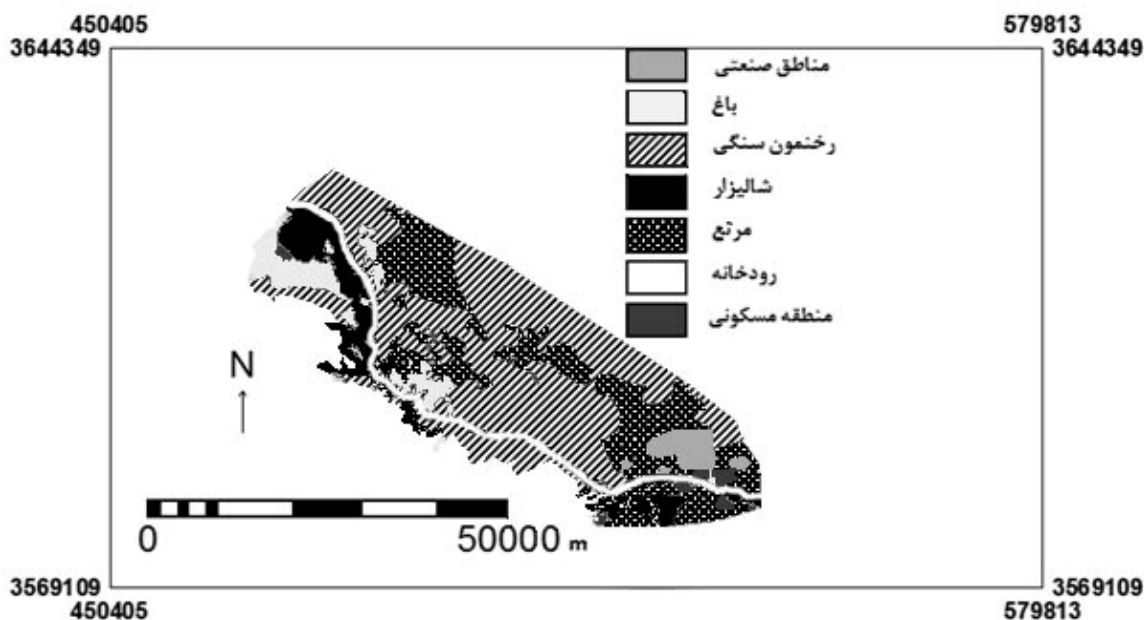 450405 579813
3644349 3644349
مناطق صنعتی
باغ
رخنمون سنگی
شالیزار
مرتع
رودخانه
منطقه مسکونی
N
0 50000 m
3569109 3569109
450405 579813